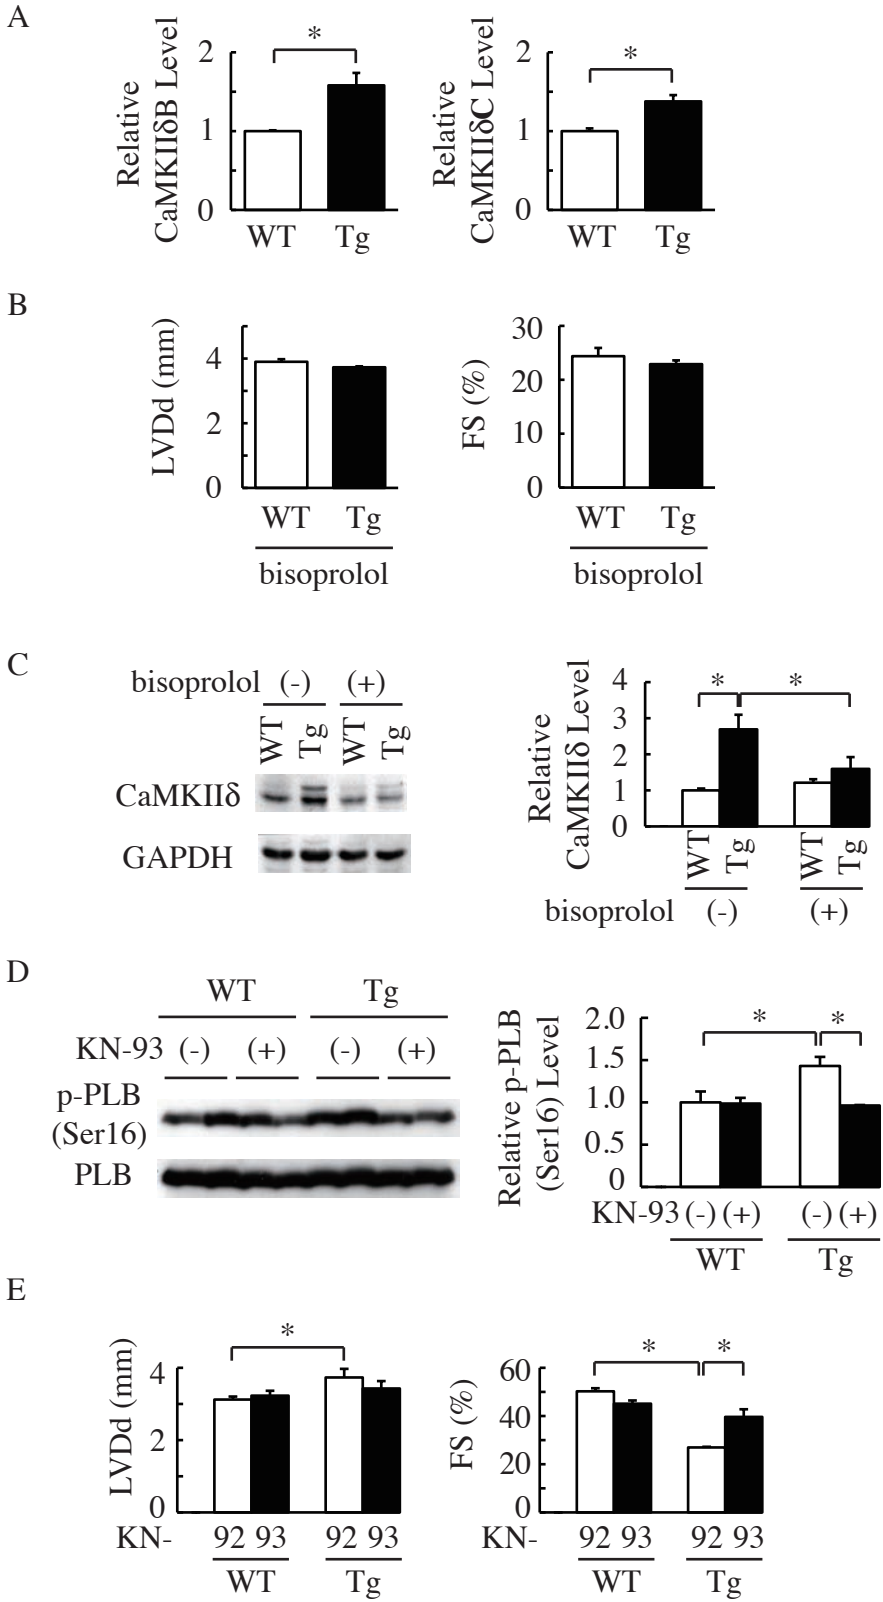 A
Relative
CaMKIIδB Level
2
1
0
*
WT Tg
Relative
CaMKIIδC Level
2
1
0
*
WT Tg
B
LVDd (mm)
4
2
0
WT Tg
bisoprolol
FS (%)
30
20
10
0
WT Tg
bisoprolol
C
bisoprolol (-) (+)
WT Tg WT Tg
CaMKIIδ
GAPDH
Relative
CaMKIIδ Level
4
3
2
1
0
* *
WT Tg WT Tg
bisoprolol (-) (+)
D
WT Tg
KN-93 (-) (+) (-) (+)
p-PLB
(Ser16)
PLB
Relative p-PLB
(Ser16) Level
2.0
1.5
1.0
0.5
0
* *
KN-93 (-) (+) (-) (+)
WT Tg
E
LVDd (mm)
4
2
0
*
KN- 92 93 92 93
WT Tg
FS (%)
60
40
20
0
* *
KN- 92 93 92 93
WT Tg